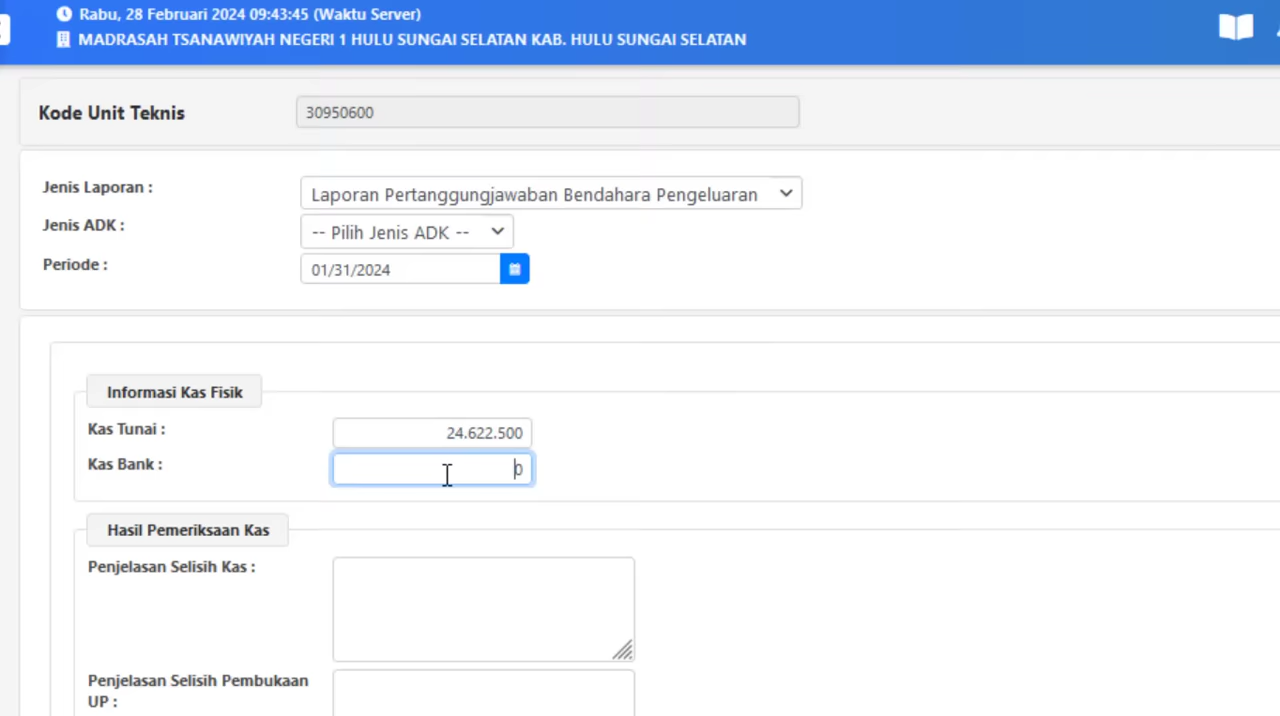 Rabu, 28 Februari 2024 09:43:45 (Waktu Server)
MADRASAH TSANAWIYAH NEGERI 1 HULU SUNGAI SELATAN KAB. HULU SUNGAI SELATAN
Kode Unit Teknis 30950600
Jenis Laporan : Laporan Pertanggungjawaban Bendahara Pengeluaran
Jenis ADK : -- Pilih Jenis ADK --
Periode : 01/31/2024
Informasi Kas Fisik
Kas Tunai : 24.622.500
Kas Bank : 0
Hasil Pemeriksaan Kas
Penjelasan Selisih Kas :
Penjelasan Selisih Pembukaan
UP :